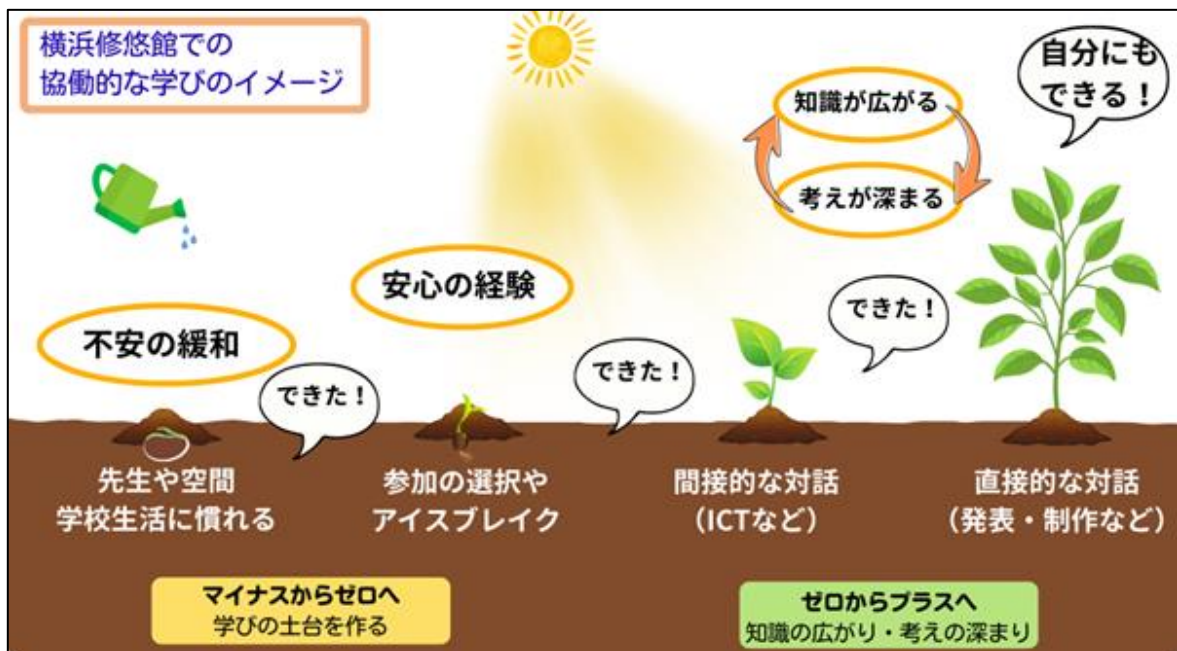 横浜修悠館での
協働的な学びのイメージ
自分にも
できる！
知識が広がる
考えが深まる
安心の経験
不安の緩和
できた！
できた！
できた！
先生や空間
学校生活に慣れる
参加の選択や
アイスブレイク
間接的な対話
（ICTなど）
直接的な対話
（発表・制作など）
マイナスからゼロへ
学びの土台を作る
ゼロからプラスへ
知識の広がり・考えの深まり